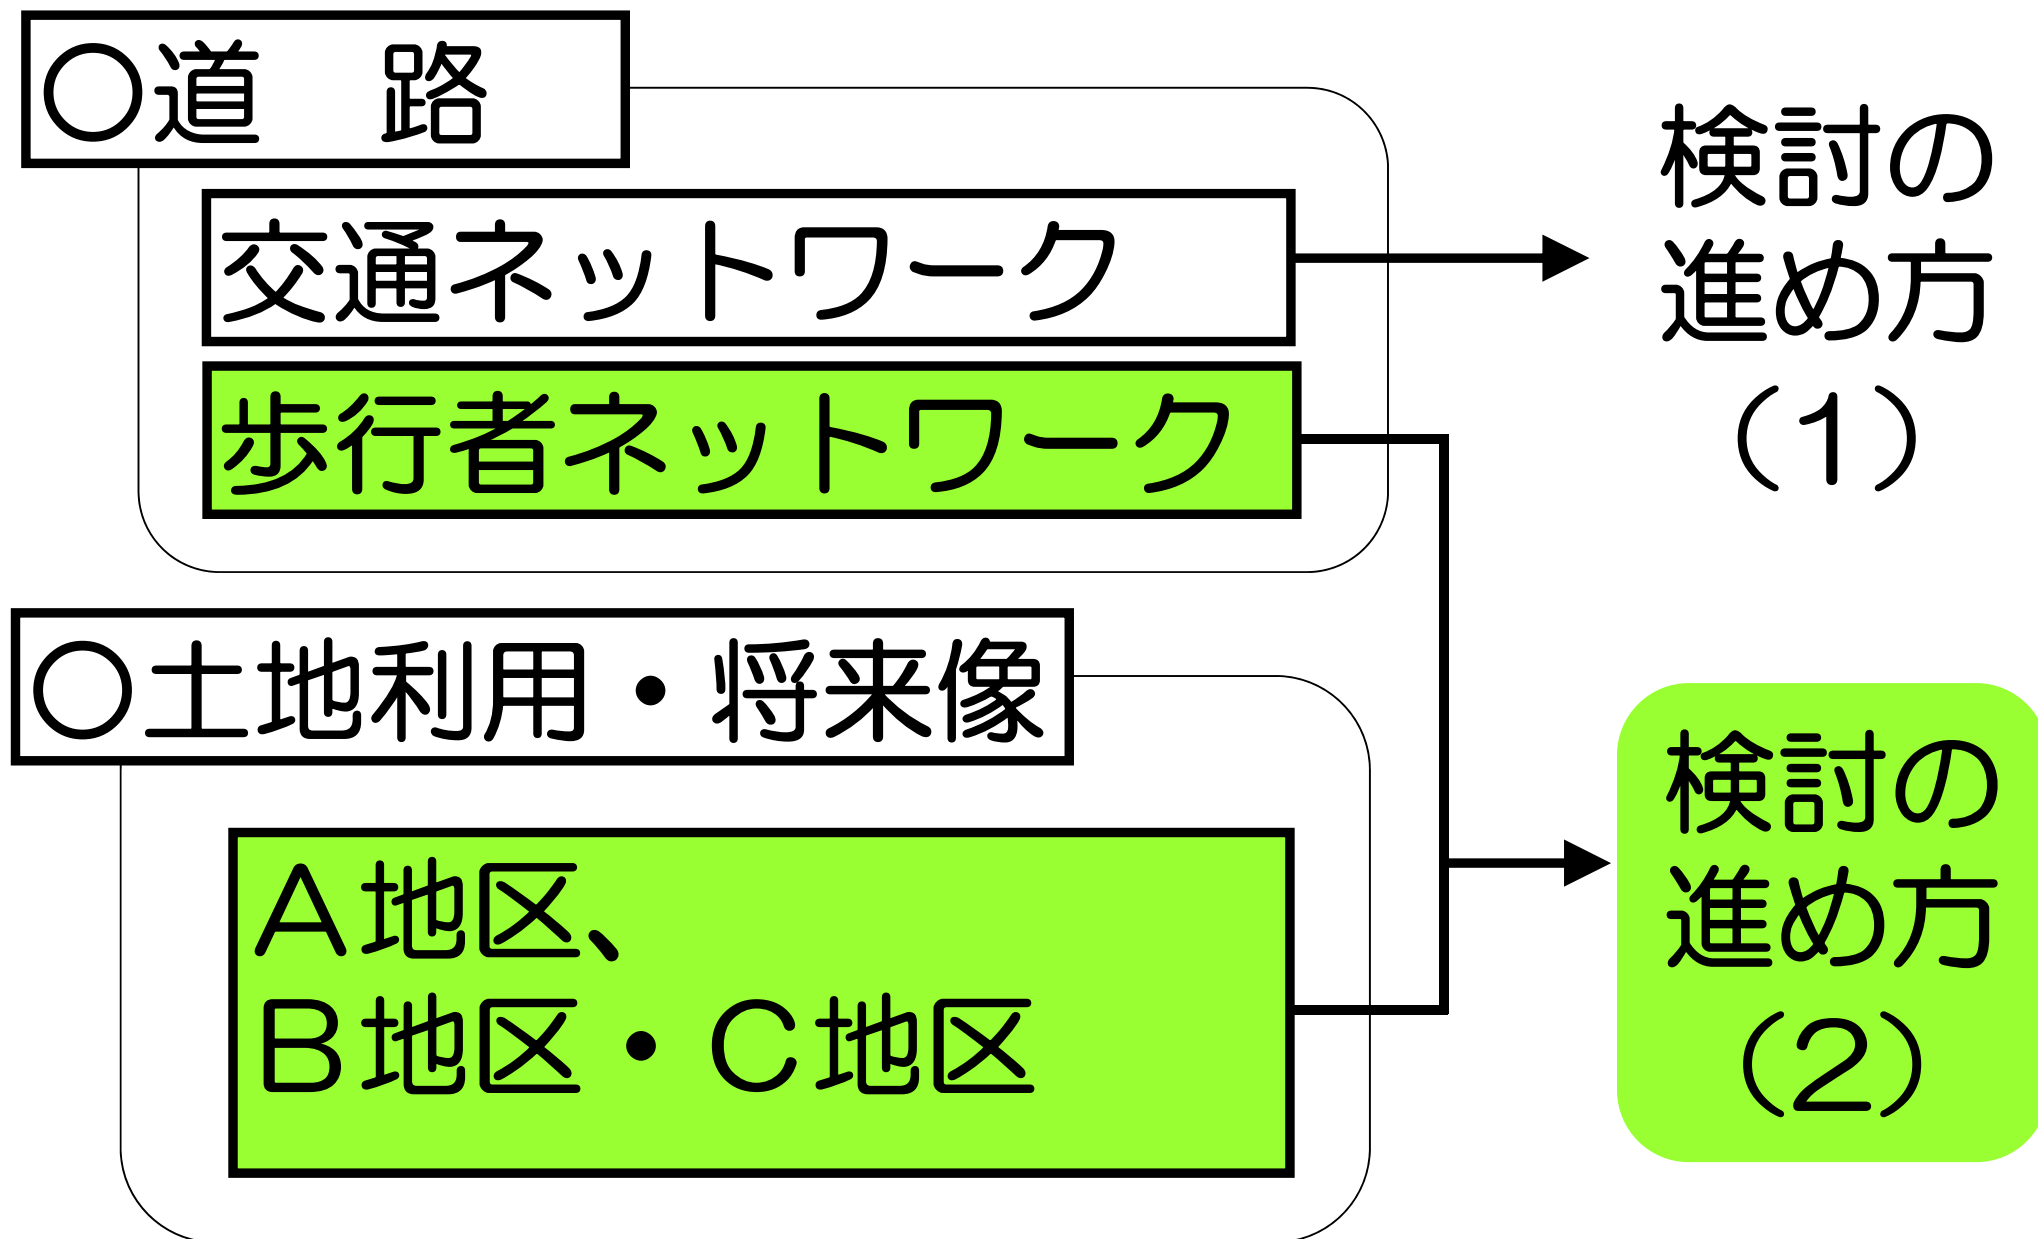 〇道　路
交通ネットワーク
歩行者ネットワーク
検討の
進め方
（１）
〇土地利用・将来像
Ａ地区、
Ｂ地区・Ｃ地区
検討の
進め方
（２）